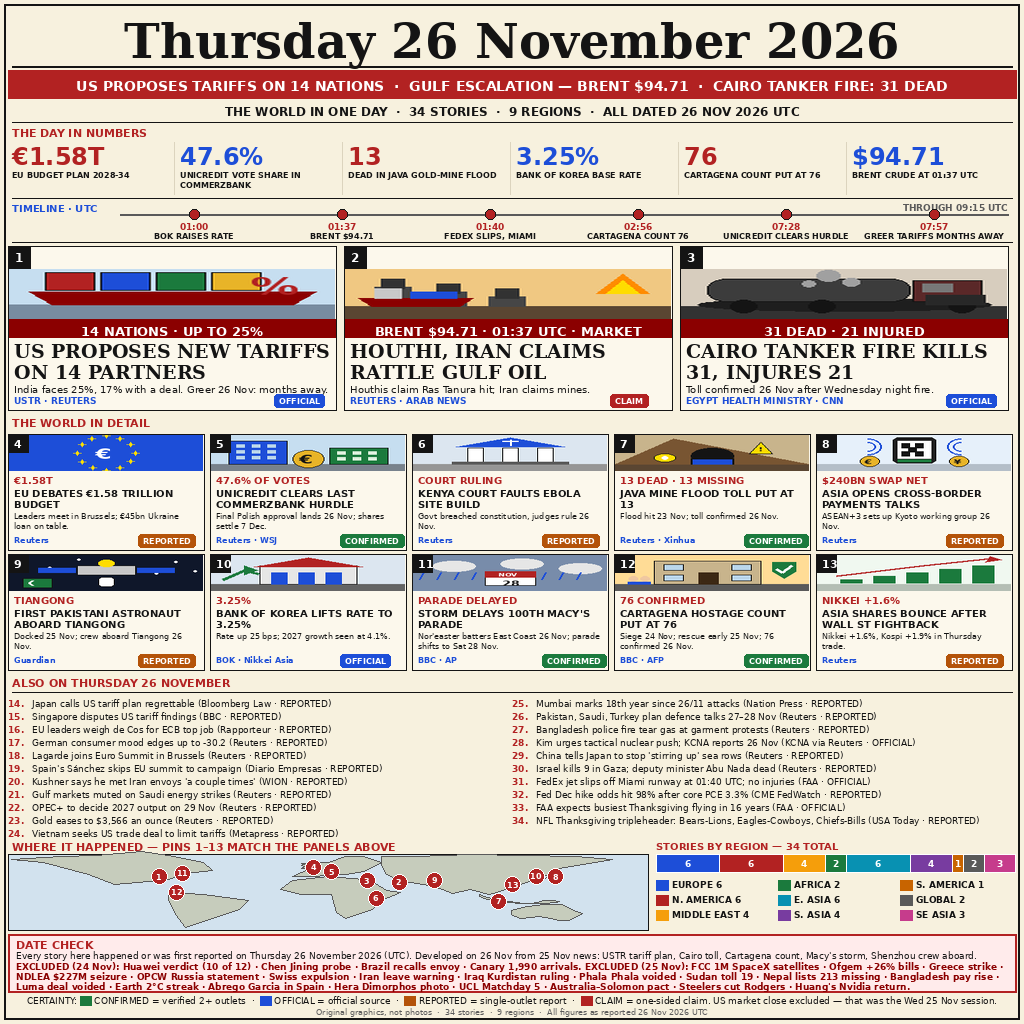 Thursday 26 November 2026
US PROPOSES TARIFFS ON 14 NATIONS · GULF ESCALATION — BRENT $94.71 · CAIRO TANKER FIRE: 31 DEAD
THE WORLD IN ONE DAY · 34 STORIES · 9 REGIONS · ALL DATED 26 NOV 2026 UTC
THE DAY IN NUMBERS
€1.58T
EU BUDGET PLAN 2028-34
47.6%
UNICREDIT VOTE SHARE IN
COMMERZBANK
13
DEAD IN JAVA GOLD-MINE FLOOD
3.25%
BANK OF KOREA BASE RATE
76
CARTAGENA COUNT PUT AT 76
$94.71
BRENT CRUDE AT 01:37 UTC
TIMELINE · UTC
THROUGH 09:15 UTC
01:00
BOK RAISES RATE
01:37
BRENT $94.71
01:40
FEDEX SLIPS, MIAMI
02:56
CARTAGENA COUNT 76
07:28
UNICREDIT CLEARS HURDLE
07:57
GREER TARIFFS MONTHS AWAY
1
%
14 NATIONS · UP TO 25%
US PROPOSES NEW TARIFFS
ON 14 PARTNERS
India faces 25%, 17% with a deal. Greer 26 Nov: months away.
USTR · REUTERS
OFFICIAL
2
BRENT $94.71 · 01:37 UTC · MARKET
HOUTHI, IRAN CLAIMS
RATTLE GULF OIL
Houthis claim Ras Tanura hit; Iran claims mines.
REUTERS · ARAB NEWS
CLAIM
3
31 DEAD · 21 INJURED
CAIRO TANKER FIRE KILLS
31, INJURES 21
Toll confirmed 26 Nov after Wednesday night fire.
EGYPT HEALTH MINISTRY · CNN
OFFICIAL
THE WORLD IN DETAIL
4
€
€1.58T
EU DEBATES €1.58 TRILLION
BUDGET
Leaders meet in Brussels; €45bn Ukraine
loan on table.
Reuters
REPORTED
5
€
47.6% OF VOTES
UNICREDIT CLEARS LAST
COMMERZBANK HURDLE
Final Polish approval lands 26 Nov; shares
settle 7 Dec.
Reuters · WSJ
CONFIRMED
6
COURT RULING
KENYA COURT FAULTS EBOLA
SITE BUILD
Govt breached constitution, judges rule 26
Nov.
Reuters
REPORTED
7
!
13 DEAD · 13 MISSING
JAVA MINE FLOOD TOLL PUT AT
13
Flood hit 23 Nov; toll confirmed 26 Nov.
Reuters · Xinhua
CONFIRMED
8
€
¥
$240BN SWAP NET
ASIA OPENS CROSS-BORDER
PAYMENTS TALKS
ASEAN+3 sets up Kyoto working group 26
Nov.
Reuters
REPORTED
9
TIANGONG
FIRST PAKISTANI ASTRONAUT
ABOARD TIANGONG
Docked 25 Nov; crew aboard Tiangong 26
Nov.
Guardian
REPORTED
10
3.25%
BANK OF KOREA LIFTS RATE TO
3.25%
Rate up 25 bps; 2027 growth seen at 4.1%.
BOK · Nikkei Asia
OFFICIAL
11
NOV
28
PARADE DELAYED
STORM DELAYS 100TH MACY'S
PARADE
Nor'easter batters East Coast 26 Nov; parade
shifts to Sat 28 Nov.
BBC · AP
CONFIRMED
12
76 CONFIRMED
CARTAGENA HOSTAGE COUNT
PUT AT 76
Siege 24 Nov; rescue early 25 Nov; 76
confirmed 26 Nov.
BBC · AFP
CONFIRMED
13
NIKKEI +1.6%
ASIA SHARES BOUNCE AFTER
WALL ST FIGHTBACK
Nikkei +1.6%, Kospi +1.9% in Thursday
trade.
Reuters
REPORTED
ALSO ON THURSDAY 26 NOVEMBER
14. Japan calls US tariff plan regrettable (Bloomberg Law · REPORTED)
15. Singapore disputes US tariff findings (BBC · REPORTED)
16. EU leaders weigh de Cos for ECB top job (Rapporteur · REPORTED)
17. German consumer mood edges up to -30.2 (Reuters · REPORTED)
18. Lagarde joins Euro Summit in Brussels (Reuters · REPORTED)
19. Spain's Sánchez skips EU summit to campaign (Diario Empresas · REPORTED)
20. Kushner says he met Iran envoys 'a couple times' (WION · REPORTED)
21. Gulf markets muted on Saudi energy strikes (Reuters · REPORTED)
22. OPEC+ to decide 2027 output on 29 Nov (Reuters · REPORTED)
23. Gold eases to $3,566 an ounce (Reuters · REPORTED)
24. Vietnam seeks US trade deal to limit tariffs (Metapress · REPORTED)
25. Mumbai marks 18th year since 26/11 attacks (Nation Press · REPORTED)
26. Pakistan, Saudi, Turkey plan defence talks 27–28 Nov (Reuters · REPORTED)
27. Bangladesh police fire tear gas at garment protests (Reuters · REPORTED)
28. Kim urges tactical nuclear push; KCNA reports 26 Nov (KCNA via Reuters · OFFICIAL)
29. China tells Japan to stop 'stirring up' sea rows (Reuters · REPORTED)
30. Israel kills 9 in Gaza; deputy minister Abu Nada dead (Reuters · REPORTED)
31. FedEx jet slips off Miami runway at 01:40 UTC; no injuries (FAA · OFFICIAL)
32. Fed Dec hike odds hit 98% after core PCE 3.3% (CME FedWatch · REPORTED)
33. FAA expects busiest Thanksgiving flying in 16 years (FAA · OFFICIAL)
34. NFL Thanksgiving tripleheader: Bears-Lions, Eagles-Cowboys, Chiefs-Bills (USA Today · REPORTED)
WHERE IT HAPPENED — PINS 1–13 MATCH THE PANELS ABOVE
1
11
12
4
5
3
2
6
9
13
7
10
8
STORIES BY REGION — 34 TOTAL
6 6 4 2 6 4 1 2 3
EUROPE 6
AFRICA 2
S. AMERICA 1
N. AMERICA 6
E. ASIA 6
GLOBAL 2
MIDDLE EAST 4
S. ASIA 4
SE ASIA 3
DATE CHECK
Every story here happened or was first reported on Thursday 26 November 2026 (UTC). Developed on 26 Nov from 25 Nov news: USTR tariff plan, Cairo toll, Cartagena count, Macy's storm, Shenzhou crew aboard.
EXCLUDED (24 Nov): Huawei verdict (10 of 12) · Chen Jining probe · Brazil recalls envoy · Canary 1,990 arrivals. EXCLUDED (25 Nov): FCC 1M SpaceX satellites · Ofgem +26% bills · Greece strike ·
NDLEA $227M seizure · OPCW Russia statement · Swiss expulsion · Iran leave warning · Iraq Kurdistan ruling · Phala Phala voided · Sudan toll 19 · Nepal lists 213 missing · Bangladesh pay rise ·
Luma deal voided · Earth 2°C streak · Abrego Garcia in Spain · Hera Dimorphos photo · UCL Matchday 5 · Australia–Solomon pact · Steelers cut Rodgers · Huang's Nvidia return.
CERTAINTY: CONFIRMED = verified 2+ outlets · OFFICIAL = official source · REPORTED = single-outlet report · CLAIM = one-sided claim. US market close excluded — that was the Wed 25 Nov session.
Original graphics, not photos · 34 stories · 9 regions · All figures as reported 26 Nov 2026 UTC